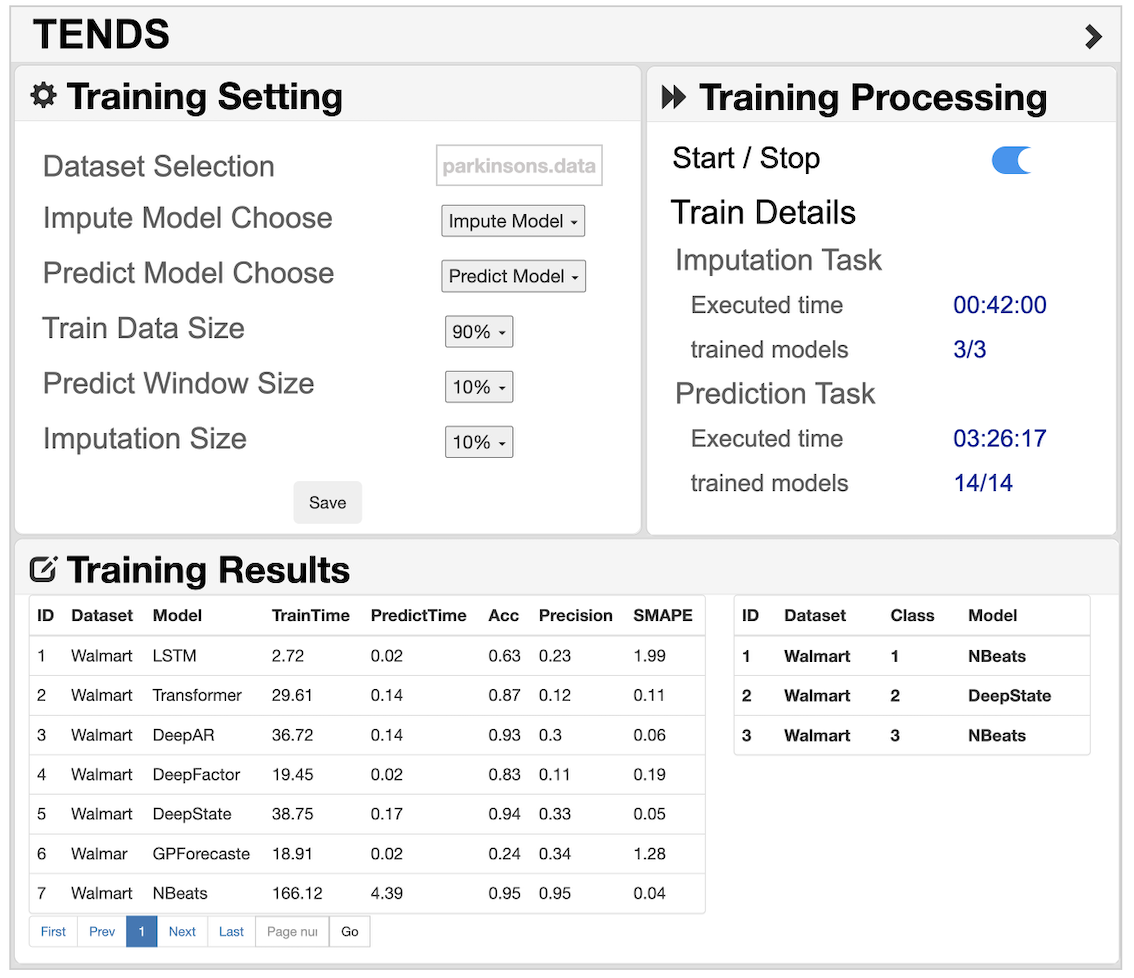 TENDS
Training Setting
Dataset Selection parkinsons.data
Impute Model Choose Impute Model
Predict Model Choose Predict Model
Train Data Size 90%
Predict Window Size 10%
Imputation Size 10%
Save
Training Processing
Start / Stop
Train Details
Imputation Task
Executed time 00:42:00
trained models 3/3
Prediction Task
Executed time 03:26:17
trained models 14/14
Training Results
ID Dataset Model TrainTime PredictTime Acc Precision SMAPE
1 Walmart LSTM 2.72 0.02 0.63 0.23 1.99
2 Walmart Transformer 29.61 0.14 0.87 0.12 0.11
3 Walmart DeepAR 36.72 0.14 0.93 0.3 0.06
4 Walmart DeepFactor 19.45 0.02 0.83 0.11 0.19
5 Walmart DeepState 38.75 0.17 0.94 0.33 0.05
6 Walmar GPForecaste 18.91 0.02 0.24 0.34 1.28
7 Walmart NBeats 166.12 4.39 0.95 0.95 0.04
First Prev 1 Next Last Page nur Go
ID Dataset Class Model
1 Walmart 1 NBeats
2 Walmart 2 DeepState
3 Walmart 3 NBeats